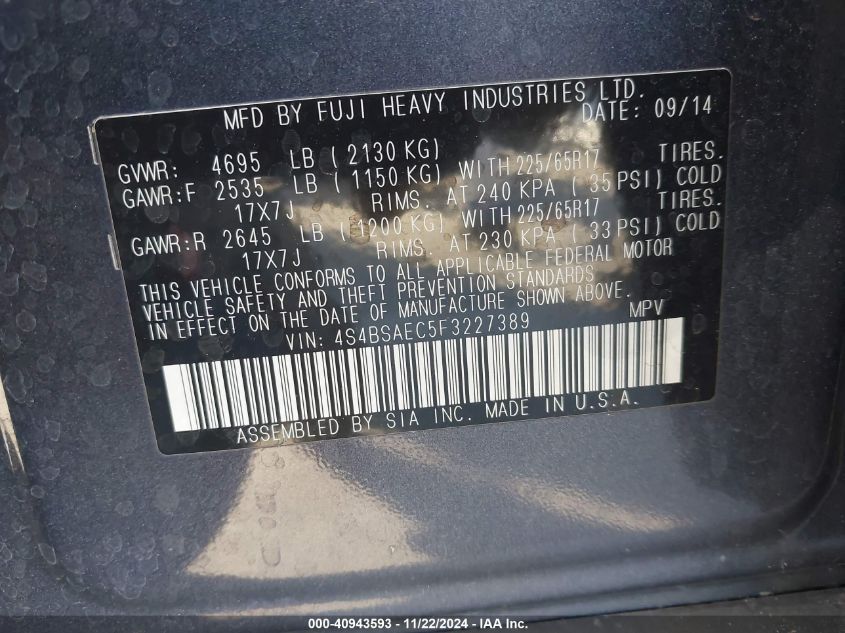 MFD BY FUJI HEAVY INDUSTRIES LTD.
DATE: 09/14
GVWR: 4695 LB ( 2130 KG)
GAWR:F 2535 LB ( 1150 KG) WITH 225/65R17 TIRES.
17X7J RIMS. AT 240 KPA ( 35 PSI) COLD
GAWR:R 2645 LB ( 1200 KG) WITH 225/65R17 TIRES.
17X7J RIMS. AT 230 KPA ( 33 PSI) COLD
THIS VEHICLE CONFORMS TO ALL APPLICABLE FEDERAL MOTOR
VEHICLE SAFETY AND THEFT PREVENTION STANDARDS
IN EFFECT ON THE DATE OF MANUFACTURE SHOWN ABOVE.
VIN: 4S4BSAEC5F3227389 MPV
ASSEMBLED BY SIA INC. MADE IN U.S.A.
000-40943593 - 11/22/2024 - IAA, Inc.